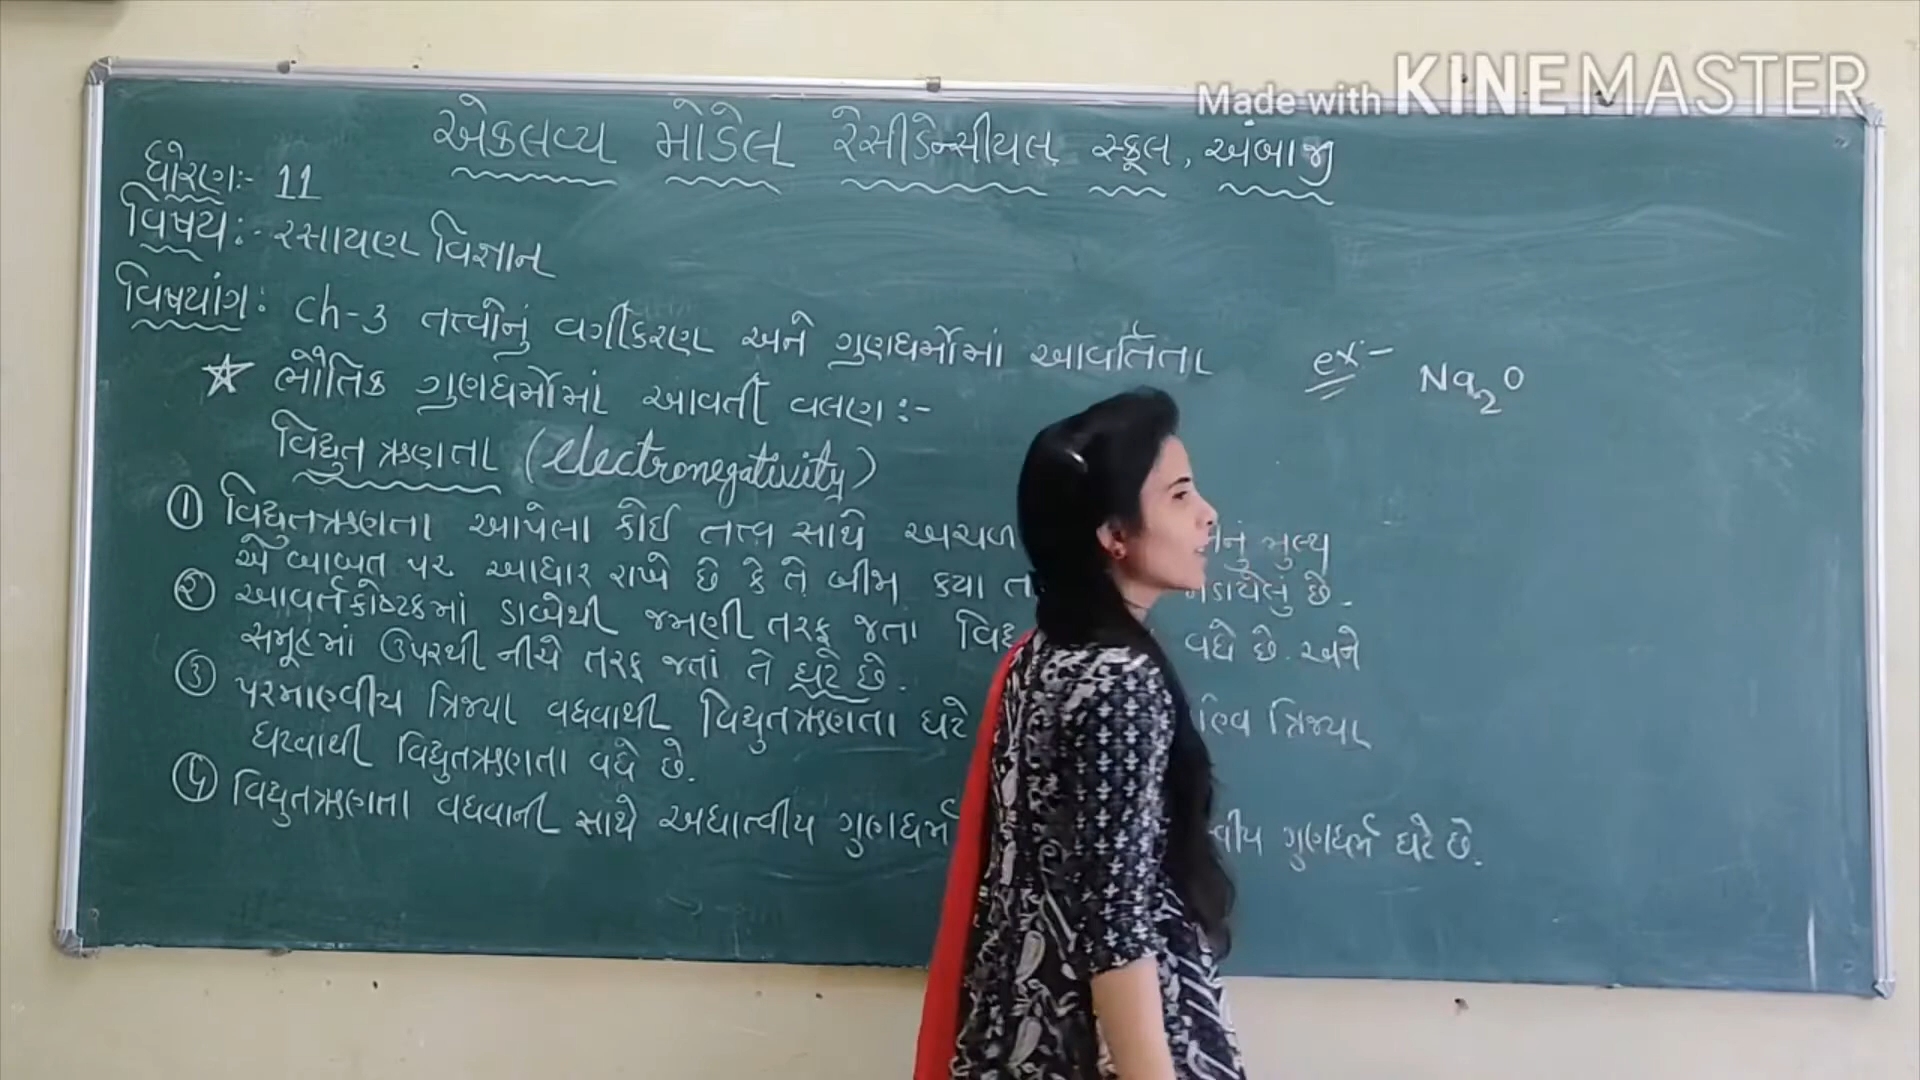 Made with KINEMASTER
એકલવ્ય મોડેલ રેસીડેન્સીયલ સ્કૂલ, અંબાજી
ધોરણ:- 11
વિષય:- રસાયણ વિજ્ઞાન
વિષયાંગ: ch-3 તત્ત્વોનું વર્ગીકરણ અને ગુણધર્મોમાં આવર્તિતા
ભૌતિક ગુણધર્મોમાં આવર્તી વલણ:-
ex- Na2O
વિદ્યુતઋણતા (electronegativity)
① વિદ્યુતઋણતા આપેલા કોઈ તત્વ સાથે અચળ નું મુલ્ય
એ બાબત પર આધાર રાખે છે કે તે બીજા કયા ત ડાયેલું છે.
② આવર્તકોષ્ટકમાં ડાબેથી જમણી તરફ જતા વિદ્ વધે છે. અને
સમૂહમાં ઉપરથી નીચે તરફ જતાં તે ઘટે છે.
③ પરમાણ્વીય ત્રિજ્યા વધવાથી વિદ્યુતઋણતા ઘટે ણ્વિ ત્રિજ્યા
ઘટવાથી વિદ્યુતઋણતા વધે છે.
④ વિદ્યુતઋણતા વધવાની સાથે અધાત્વીય ગુણધર્મ ત્વીય ગુણધર્મ ઘટે છે.